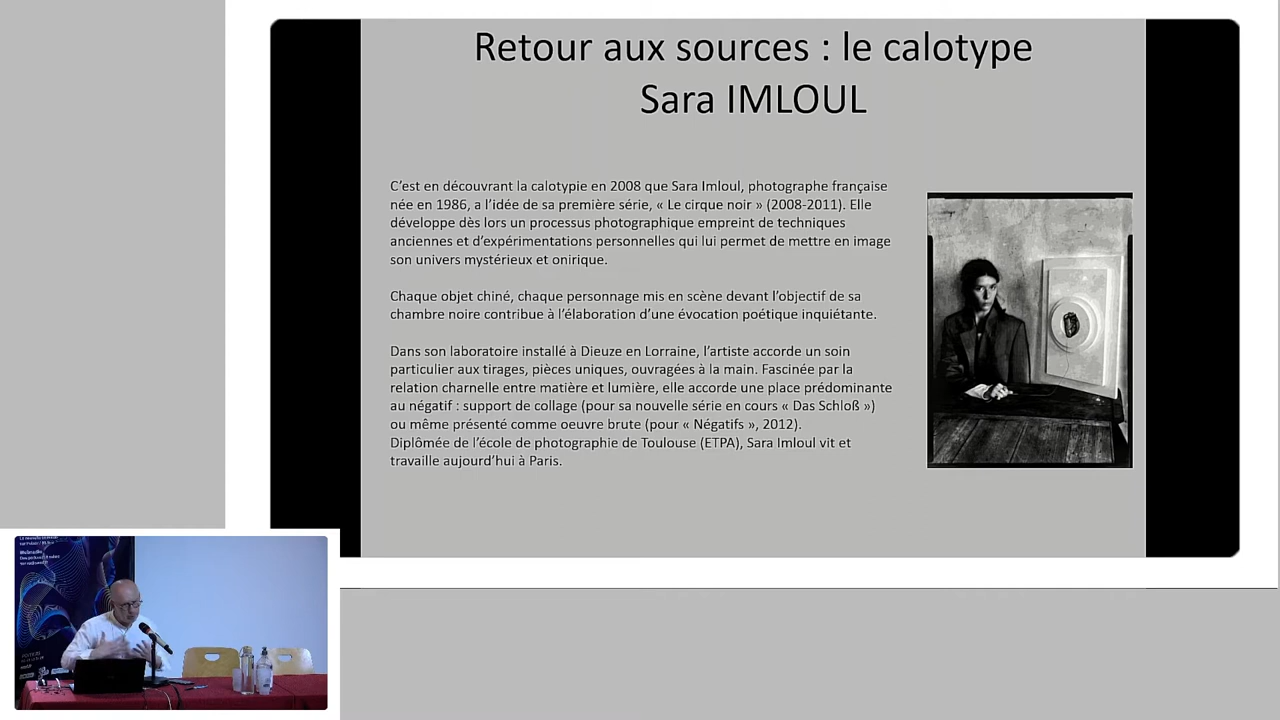 Retour aux sources : le calotype
Sara IMLOUL
C’est en découvrant la calotypie en 2008 que Sara Imloul, photographe française
née en 1986, a l’idée de sa première série, « Le cirque noir » (2008-2011). Elle
développe dès lors un processus photographique empreint de techniques
anciennes et d’expérimentations personnelles qui lui permet de mettre en image
son univers mystérieux et onirique.
Chaque objet chiné, chaque personnage mis en scène devant l’objectif de sa
chambre noire contribue à l’élaboration d’une évocation poétique inquiétante.
Dans son laboratoire installé à Dieuze en Lorraine, l’artiste accorde un soin
particulier aux tirages, pièces uniques, ouvragées à la main. Fascinée par la
relation charnelle entre matière et lumière, elle accorde une place prédominante
au négatif : support de collage (pour sa nouvelle série en cours « Das Schloß »)
ou même présenté comme oeuvre brute (pour « Négatifs », 2012).
Diplômée de l’école de photographie de Toulouse (ETPA), Sara Imloul vit et
travaille aujourd’hui à Paris.